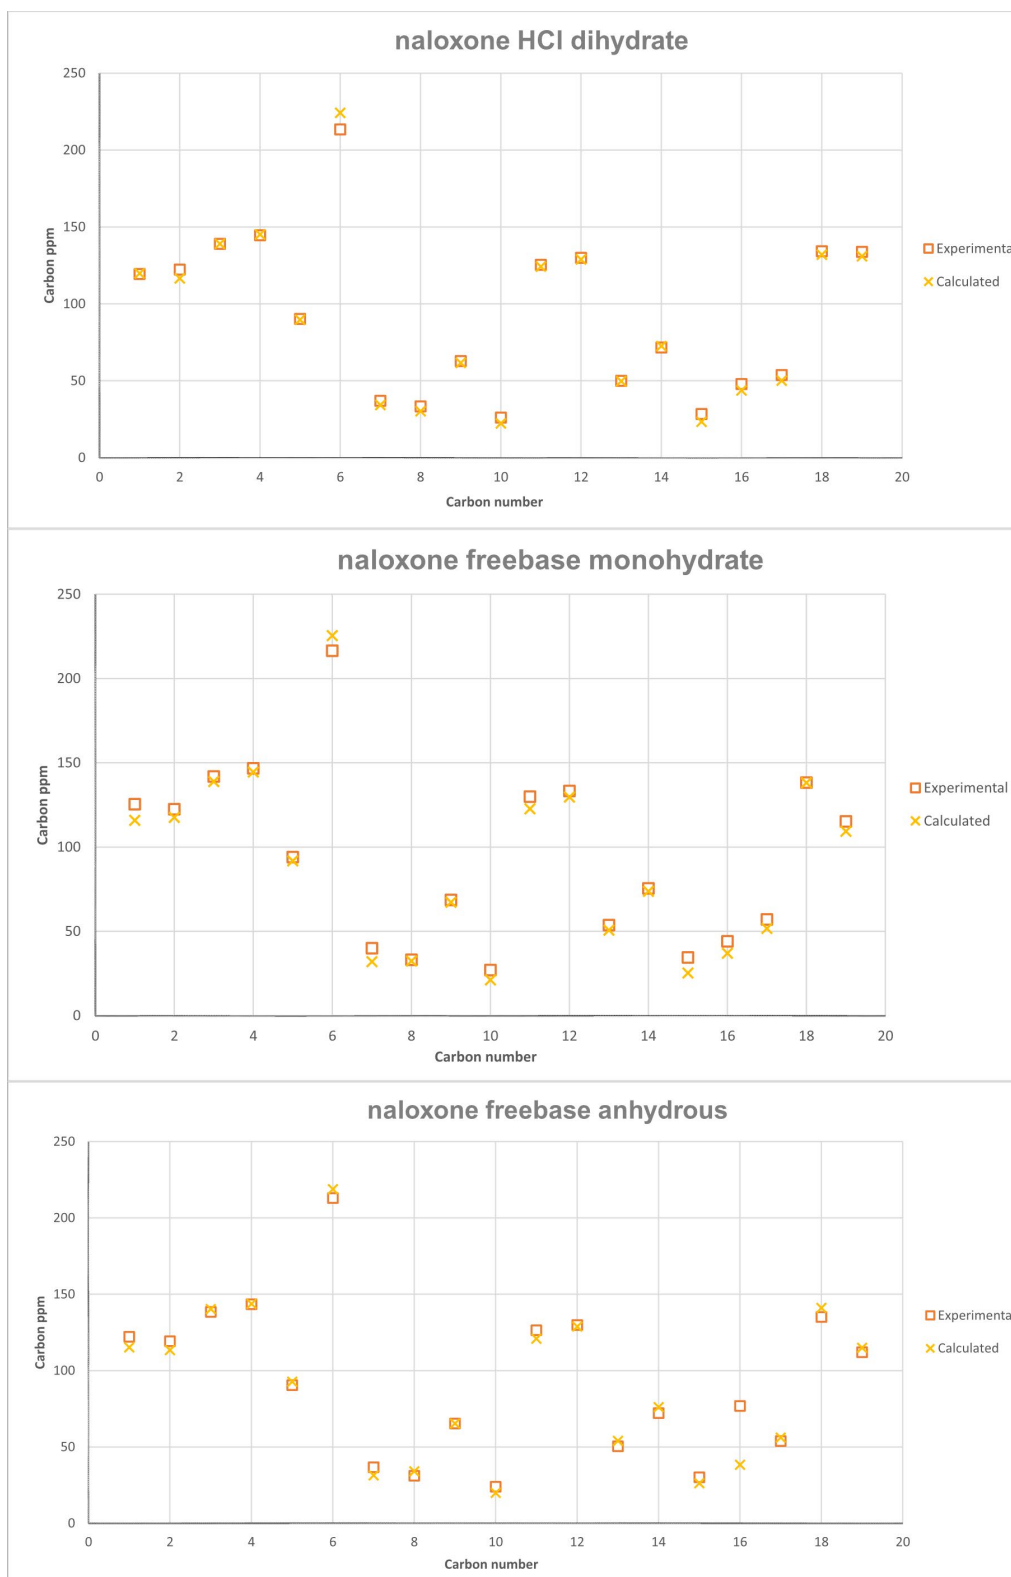 naloxone HCl dihydrate
250
200
150
100
50
0
Carbon ppm
0 2 4 6 8 10 12 14 16 18 20
Carbon number
Experimenta
Calculated
naloxone freebase monohydrate
250
200
150
100
50
0
Carbon ppm
0 2 4 6 8 10 12 14 16 18 20
Carbon number
Experimental
Calculated
naloxone freebase anhydrous
250
200
150
100
50
0
Carbon ppm
0 2 4 6 8 10 12 14 16 18 20
Carbon number
Experimenta
Calculated